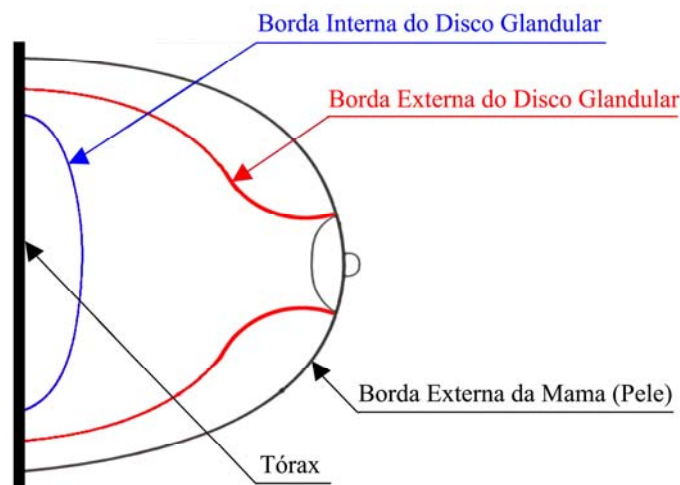 Borda Interna do Disco Glandular
Borda Externa do Disco Glandular
Borda Externa da Mama (Pele)
Tórax